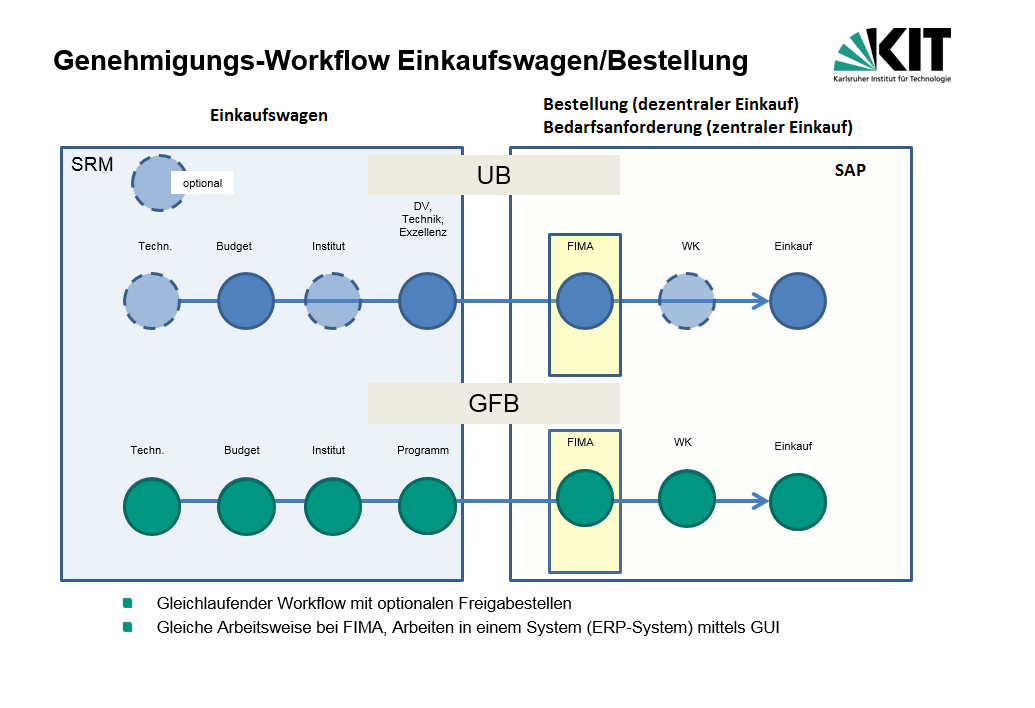 Genehmigungs-Workflow Einkaufswagen/Bestellung
KIT
Karlsruher Institut für Technologie
Einkaufswagen
Bestellung (dezentraler Einkauf)
Bedarfsanforderung (zentraler Einkauf)
SRM
optional
UB
SAP
DV,
Technik,
Exzellenz
Techn.
Budget
Institut
FIMA
WK
Einkauf
GFB
Techn.
Budget
Institut
Programm
FIMA
WK
Einkauf
Gleichlaufender Workflow mit optionalen Freigabestellen
Gleiche Arbeitsweise bei FIMA, Arbeiten in einem System (ERP-System) mittels GUI